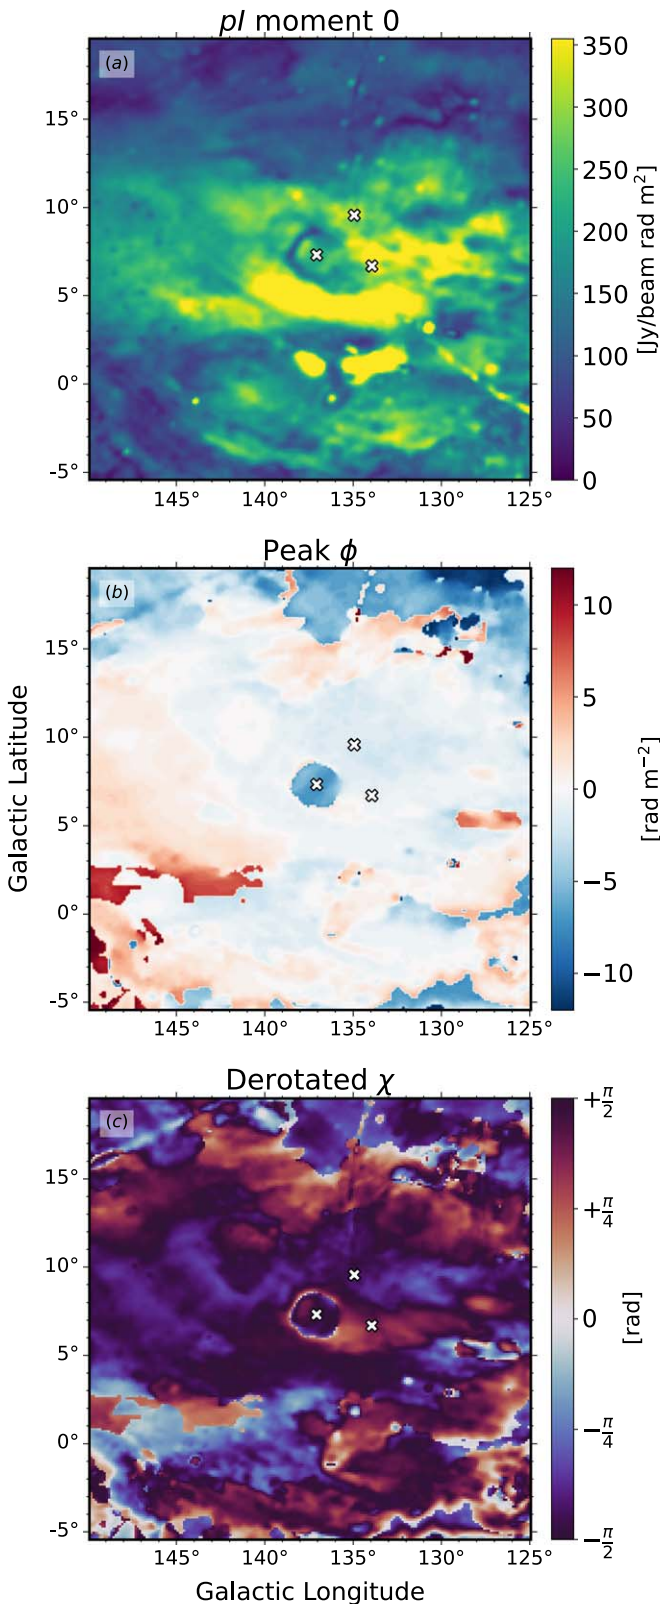 pI moment 0
(a)
15°
10°
5°
0°
-5°
145° 140° 135° 130° 125°
350
300
250
200
150
100
50
0
[Jy/beam rad m²]
Peak ϕ
(b)
15°
10°
5°
0°
-5°
145° 140° 135° 130° 125°
10
5
0
−5
−10
[rad m⁻²]
Galactic Latitude
Derotated χ
(c)
15°
10°
5°
0°
-5°
145° 140° 135° 130° 125°
+π/2
+π/4
0
−π/4
−π/2
[rad]
Galactic Longitude